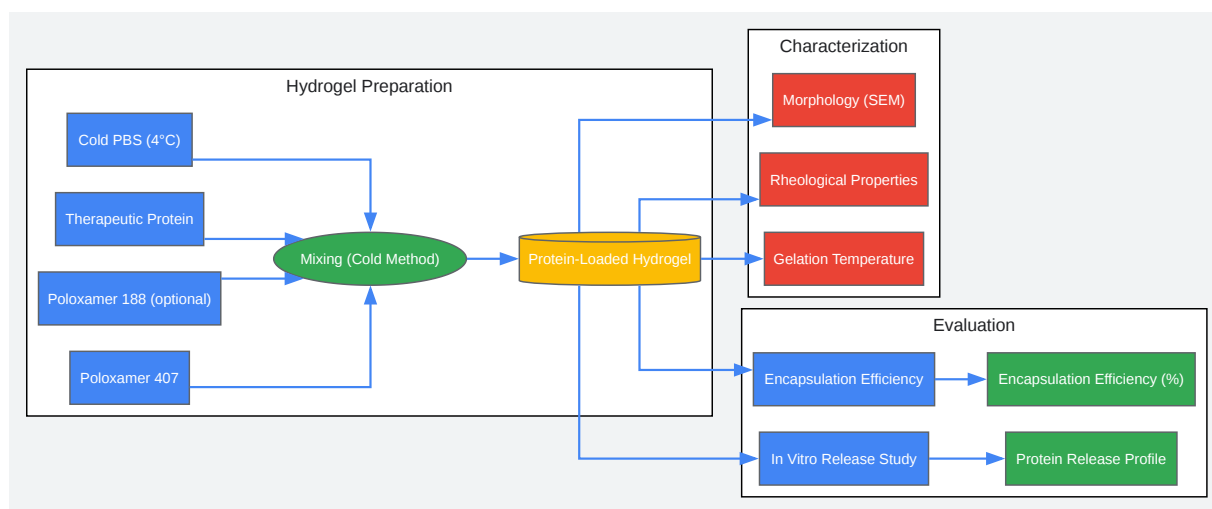 Hydrogel Preparation
Cold PBS (4°C)
Therapeutic Protein
Poloxamer 188 (optional)
Poloxamer 407
Mixing (Cold Method)
Protein-Loaded Hydrogel
Characterization
Morphology (SEM)
Rheological Properties
Gelation Temperature
Evaluation
Encapsulation Efficiency
Encapsulation Efficiency (%)
In Vitro Release Study
Protein Release Profile